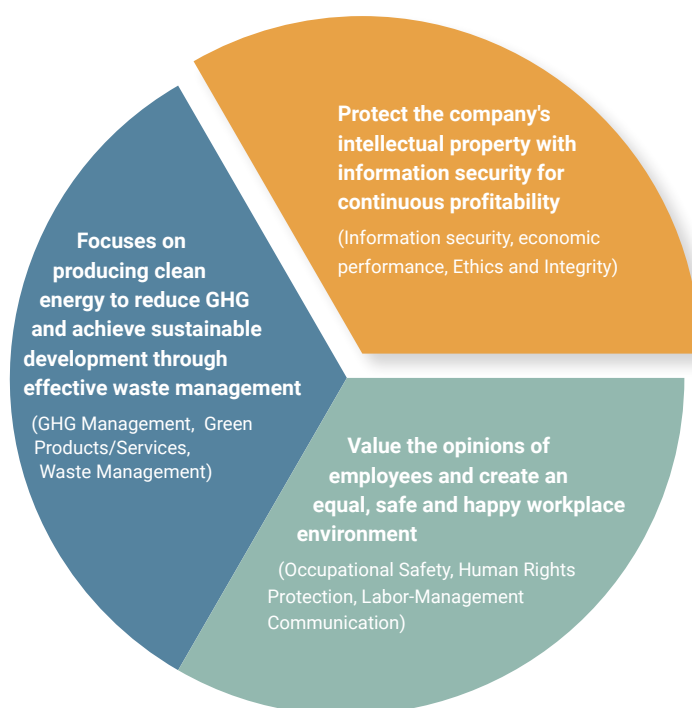 Protect the company's
intellectual property with
information security for
continuous profitability
(Information security, economic
performance, Ethics and Integrity)
Focuses on
producing clean
energy to reduce GHG
and achieve sustainable
development through
effective waste management
(GHG Management, Green
Products/Services,
Waste Management)
Value the opinions of
employees and create an
equal, safe and happy workplace
environment
(Occupational Safety, Human Rights
Protection, Labor-Management
Communication)